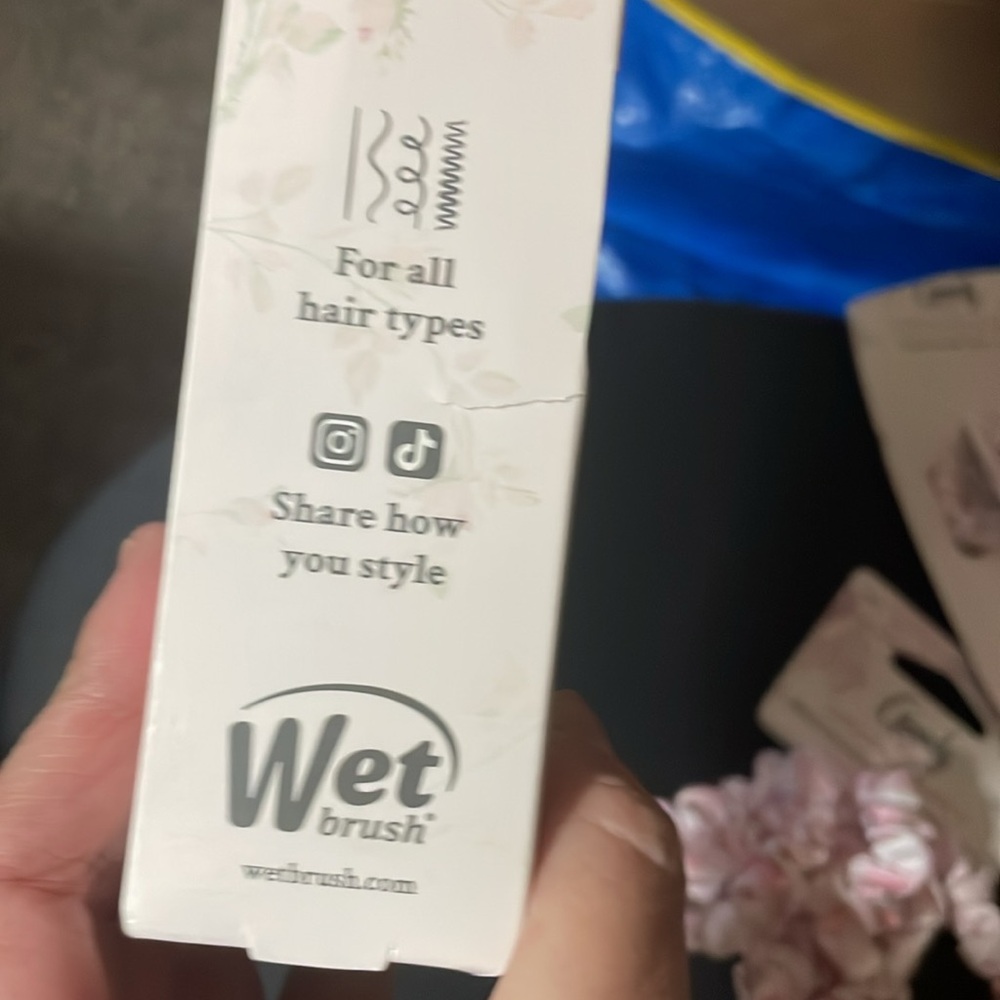 For all
hair types
Share how
you style
Wet
brush
wetbrush.com